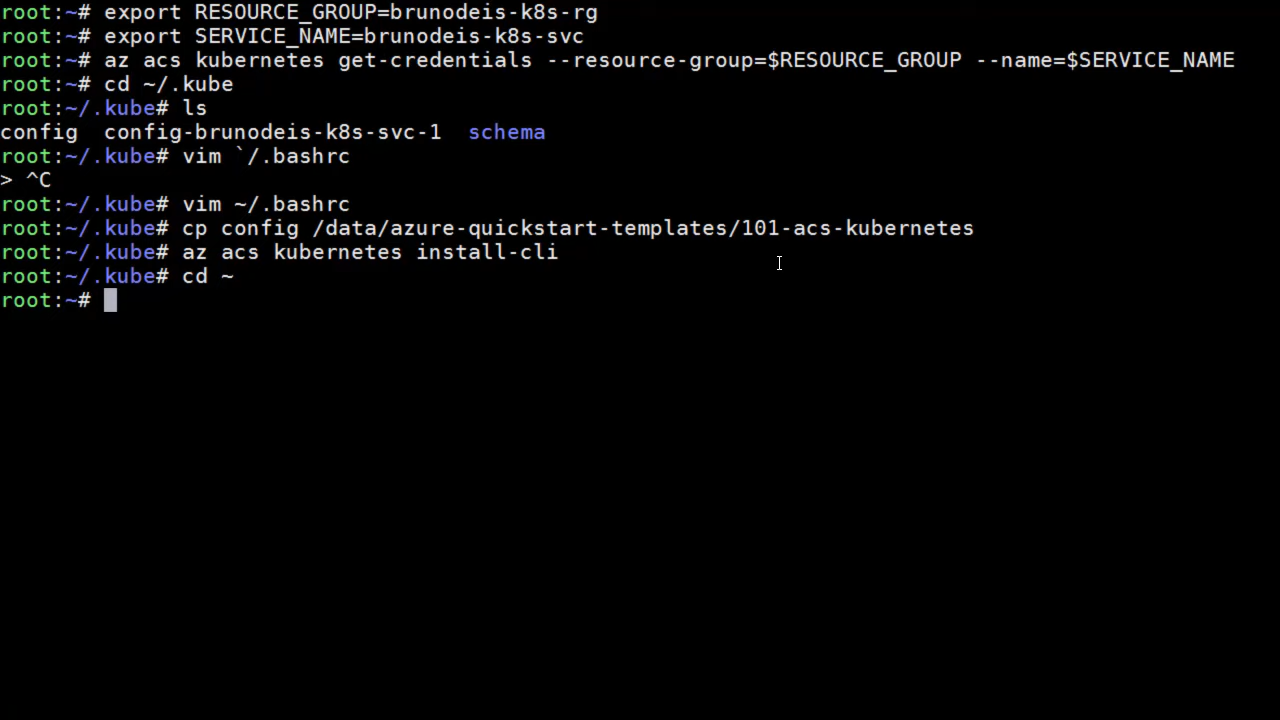 root:~# export RESOURCE_GROUP=brunodeis-k8s-rg
root:~# export SERVICE_NAME=brunodeis-k8s-svc
root:~# az acs kubernetes get-credentials --resource-group=$RESOURCE_GROUP --name=$SERVICE_NAME
root:~# cd ~/.kube
root:~/.kube# ls
config  config-brunodeis-k8s-svc-1  schema
root:~/.kube# vim `/.bashrc
> ^C
root:~/.kube# vim ~/.bashrc
root:~/.kube# cp config /data/azure-quickstart-templates/101-acs-kubernetes
root:~/.kube# az acs kubernetes install-cli
root:~/.kube# cd ~
root:~#